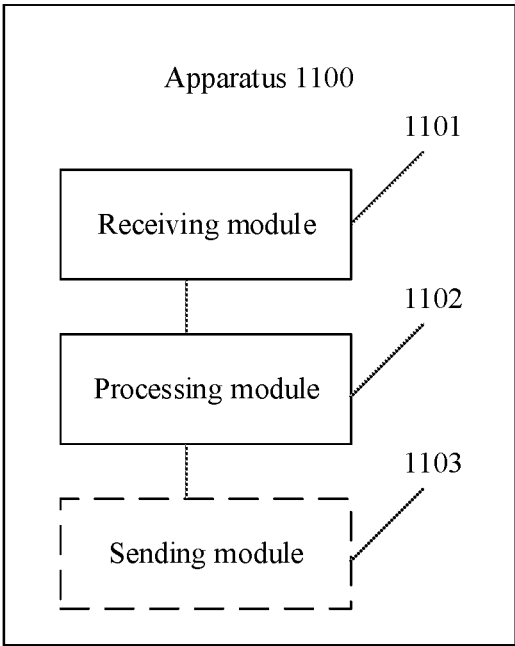 Apparatus 1100
1101
Receiving module
1102
Processing module
1103
Sending module